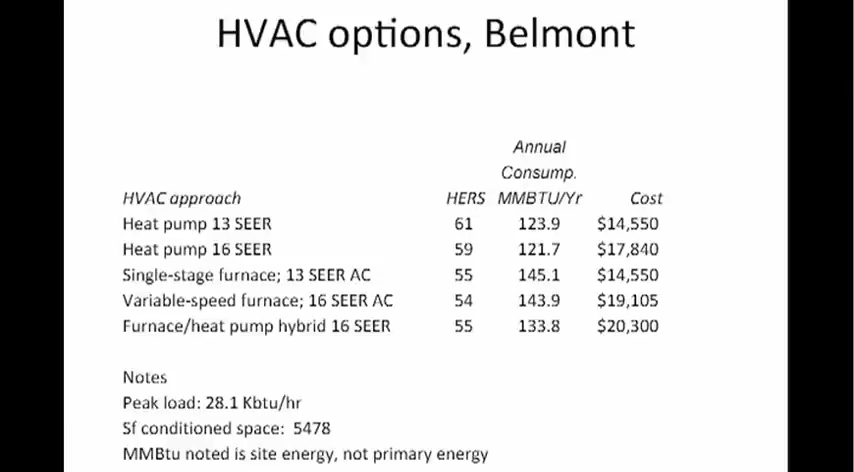 HVAC options, Belmont
Annual
Consump.
HVAC approach HERS MMBTU/Yr Cost
Heat pump 13 SEER 61 123.9 $14,550
Heat pump 16 SEER 59 121.7 $17,840
Single-stage furnace; 13 SEER AC 55 145.1 $14,550
Variable-speed furnace; 16 SEER AC 54 143.9 $19,105
Furnace/heat pump hybrid 16 SEER 55 133.8 $20,300
Notes
Peak load: 28.1 Kbtu/hr
Sf conditioned space: 5478
MMBtu noted is site energy, not primary energy